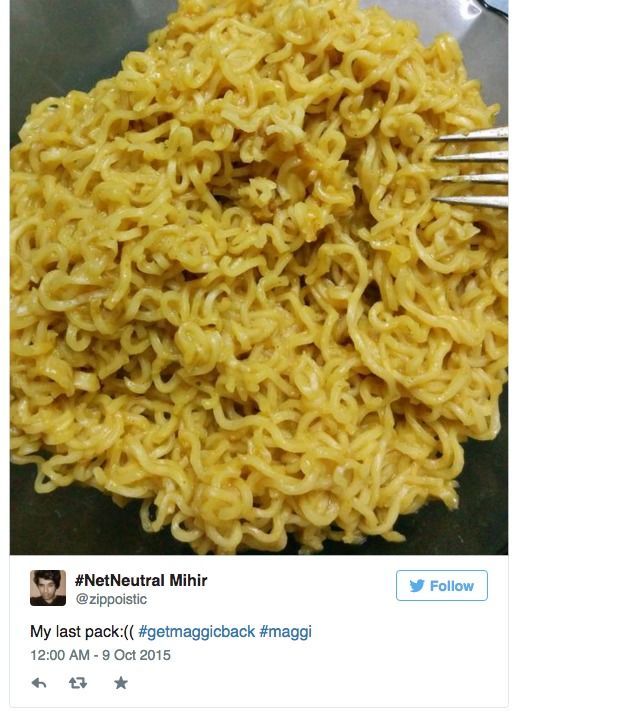 #NetNeutral Mihir
@zippoistic
Follow
My last pack:(( #getmaggicback #maggi
12:00 AM - 9 Oct 2015